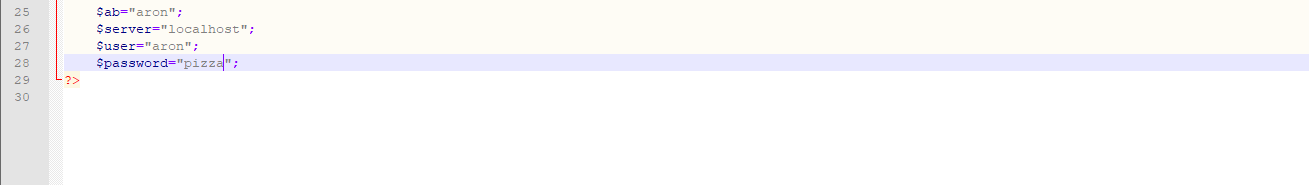 25 $ab="aron";
26 $server="localhost";
27 $user="aron";
28 $password="pizza";
29 ?>
30